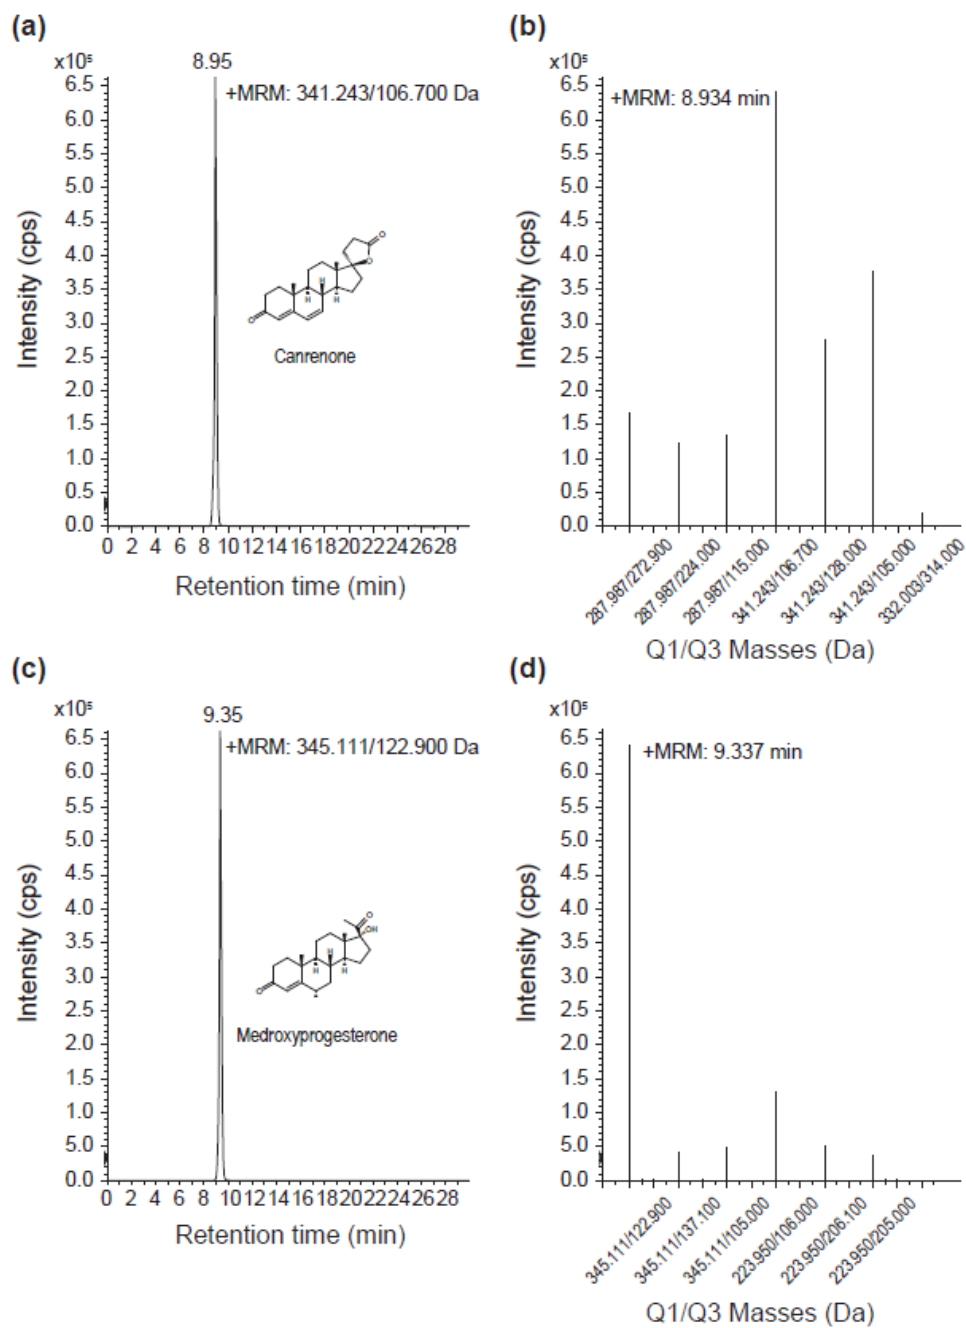 (a)
x10⁵
8.95
+MRM: 341.243/106.700 Da
6.5
6.0
5.5
5.0
4.5
4.0
3.5
3.0
2.5
2.0
1.5
1.0
0.5
0.0
Intensity (cps)
O
O
O
H
H
H
Canrenone
0 2 4 6 8 10 12 14 16 18 20 22 24 26 28
Retention time (min)
(b)
x10⁵
+MRM: 8.934 min
6.5
6.0
5.5
5.0
4.5
4.0
3.5
3.0
2.5
2.0
1.5
1.0
0.5
0.0
Intensity (cps)
287.987/272.900
287.987/224.000
287.987/115.000
341.243/106.700
341.243/128.000
341.243/105.000
332.003/314.000
Q1/Q3 Masses (Da)
(c)
x10⁵
9.35
+MRM: 345.111/122.900 Da
6.5
6.0
5.5
5.0
4.5
4.0
3.5
3.0
2.5
2.0
1.5
1.0
5.0
0.0
Intensity (cps)
O
OH
H
H
H
O
Medroxyprogesterone
0 2 4 6 8 10 12 14 16 18 20 22 24 26 28
Retention time (min)
(d)
x10⁵
+MRM: 9.337 min
6.5
6.0
5.5
5.0
4.5
4.0
3.5
3.0
2.5
2.0
1.5
1.0
5.0
0.0
Intensity (cps)
345.111/122.900
345.111/137.100
345.111/105.000
223.950/106.000
223.950/206.100
223.950/205.000
Q1/Q3 Masses (Da)